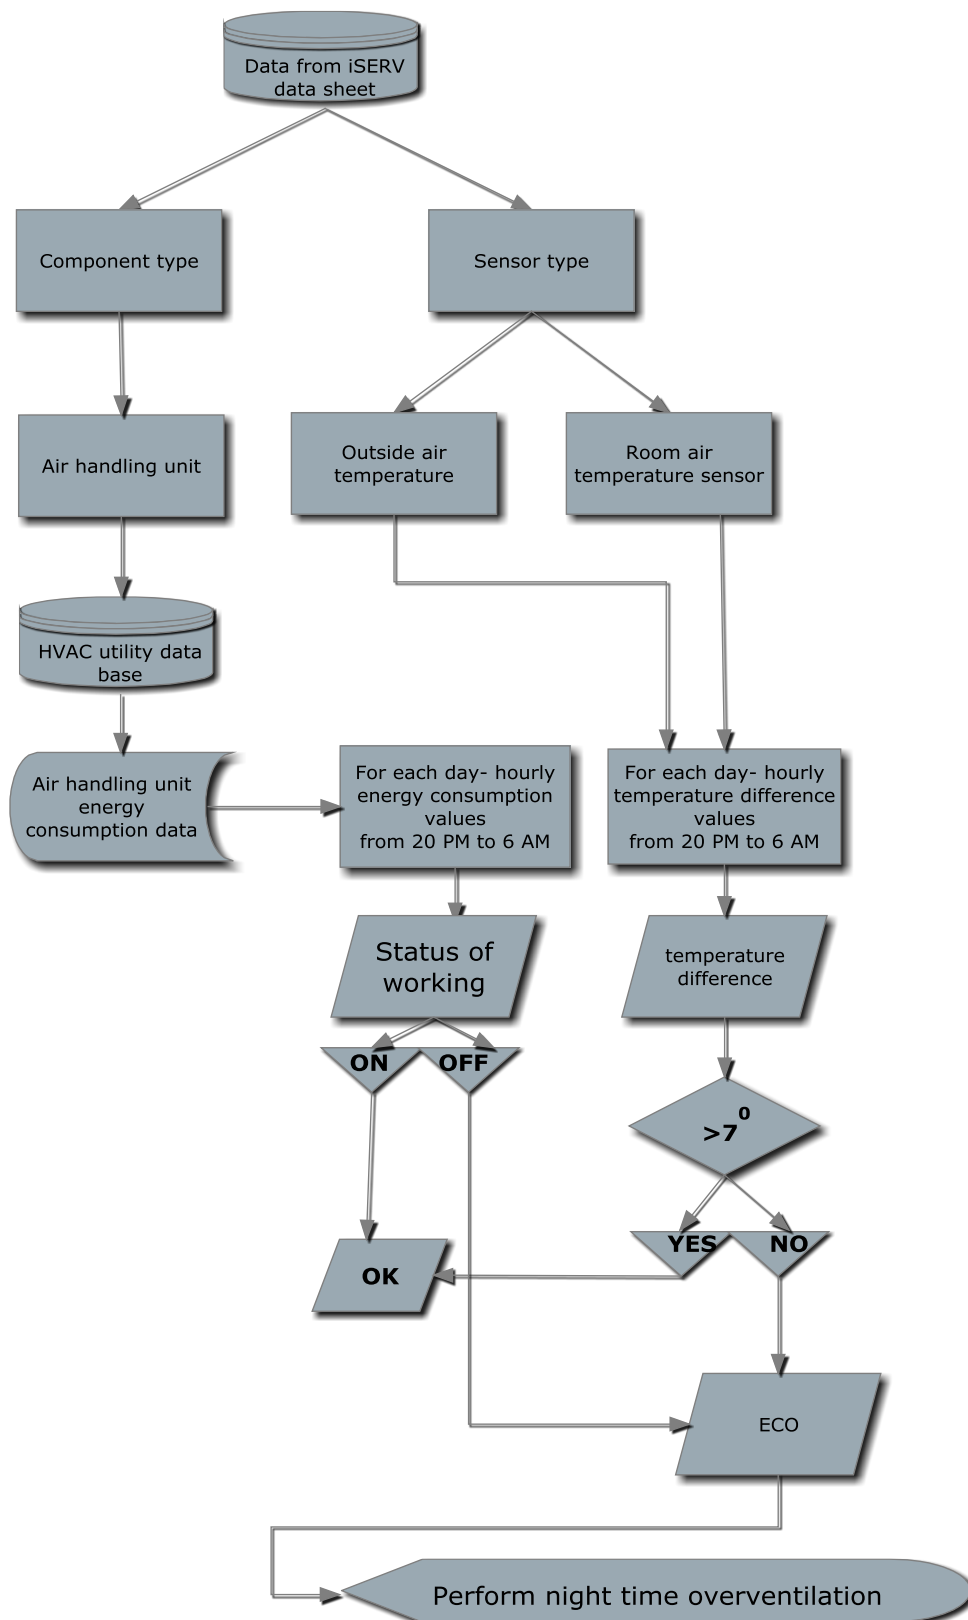 Data from iSERV
data sheet
Component type
Sensor type
Outside air
temperature
Room air
temperature sensor
Air handling unit
HVAC utility data
base
Air handling unit
energy
consumption data
For each day- hourly
energy consumption
values
from 20 PM to 6 AM
For each day- hourly
temperature difference
values
from 20 PM to 6 AM
Status of
working
temperature
difference
ON
OFF
>7⁰
YES
NO
OK
ECO
Perform night time overventilation